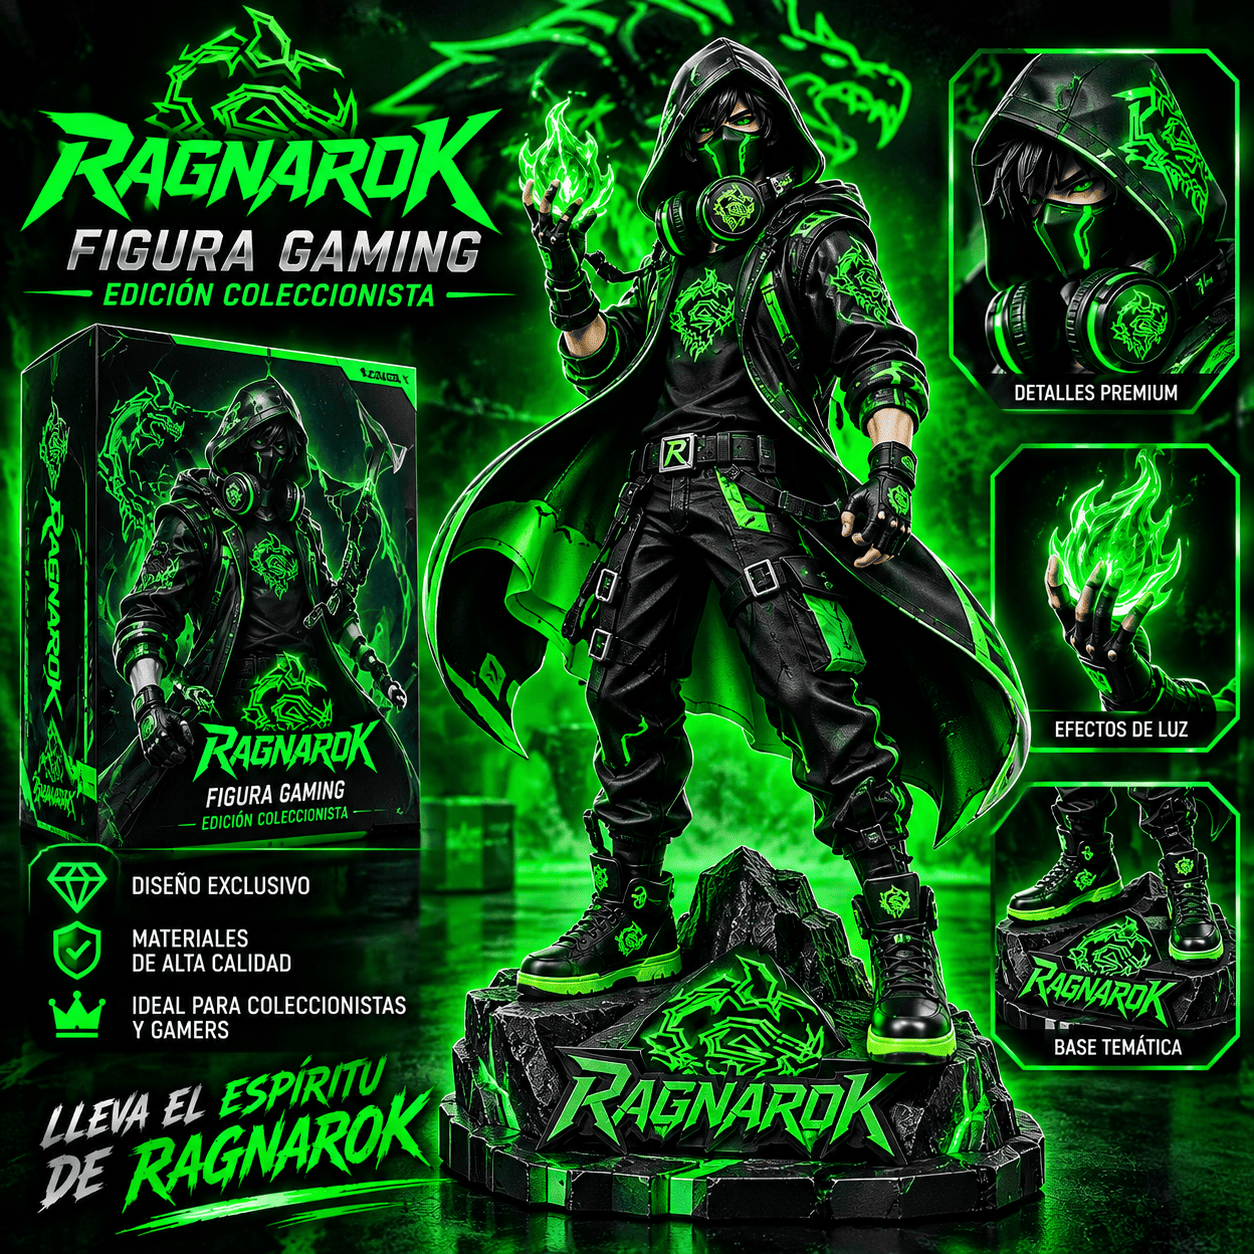 RAGNAROK
FIGURA GAMING
EDICIÓN COLECCIONISTA
RAGNAROK
RAGNAROK
FIGURA GAMING
EDICIÓN COLECCIONISTA
R
DETALLES PREMIUM
EFECTOS DE LUZ
RAGNAROK
BASE TEMÁTICA
DISEÑO EXCLUSIVO
MATERIALES
DE ALTA CALIDAD
IDEAL PARA COLECCIONISTAS
Y GAMERS
LLEVA EL ESPÍRITU
DE RAGNAROK
RAGNAROK